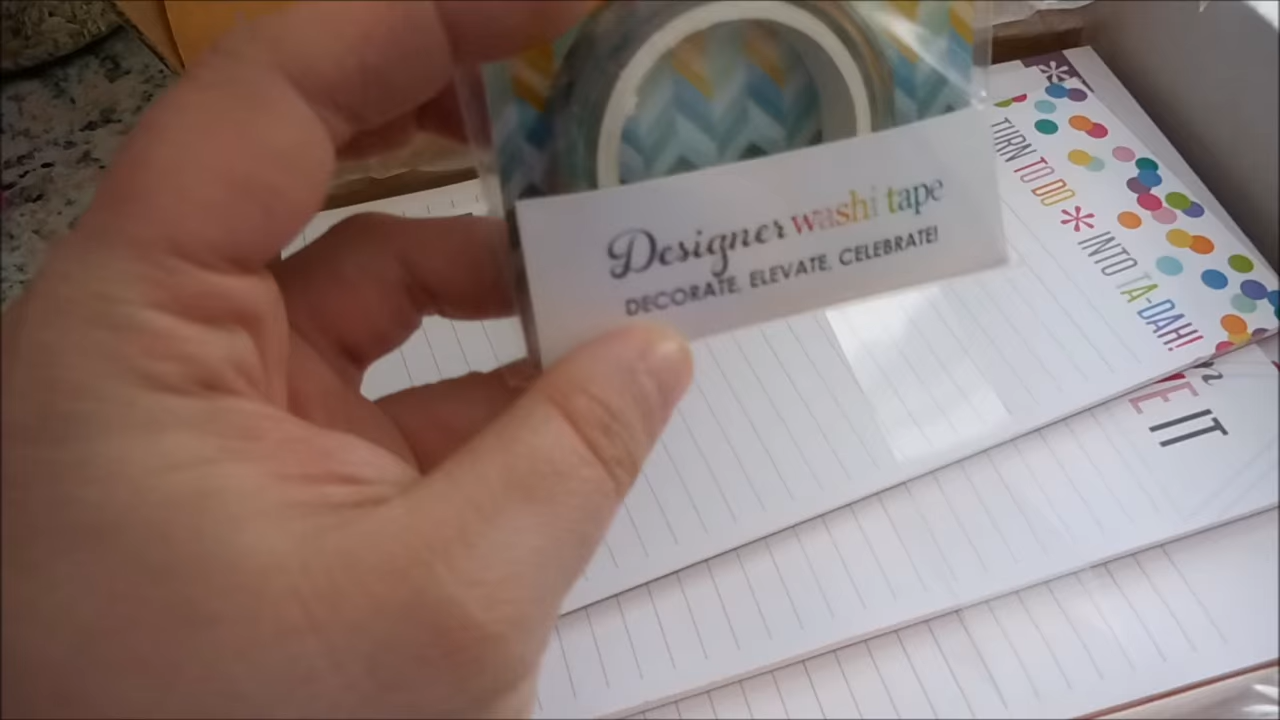 Designer washi tape
DECORATE, ELEVATE, CELEBRATE!
TURN TO DO * INTO TA-DAH!
IT